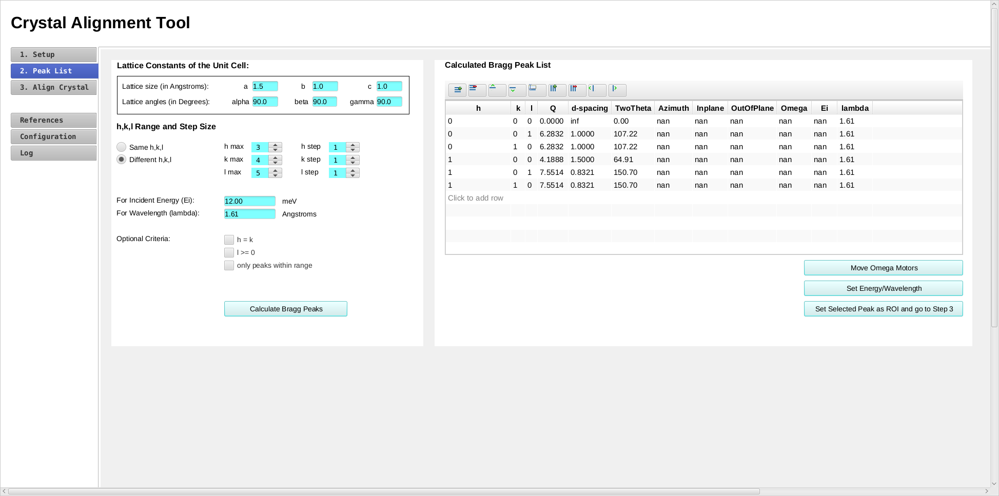 Crystal Alignment Tool
1. Setup
2. Peak List
3. Align Crystal
References
Configuration
Log
Lattice Constants of the Unit Cell:
Lattice size (in Angstroms): a 1.5 b 1.0 c 1.0
Lattice angles (in Degrees): alpha 90.0 beta 90.0 gamma 90.0
h,k,l Range and Step Size
Same h,k,l h max 3 h step 1
Different h,k,l k max 4 k step 1
l max 5 l step 1
For Incident Energy (Ei): 12.00 meV
For Wavelength (lambda): 1.61 Angstroms
Optional Criteria: h = k
l >= 0
only peaks within range
Calculate Bragg Peaks
Calculated Bragg Peak List
h k l Q d-spacing TwoTheta Azimuth Inplane OutOfPlane Omega Ei lambda
0 0 0 0.0000 inf 0.00 nan nan nan nan nan 1.61
0 0 1 6.2832 1.0000 107.22 nan nan nan nan nan 1.61
0 1 0 6.2832 1.0000 107.22 nan nan nan nan nan 1.61
1 0 0 4.1888 1.5000 64.91 nan nan nan nan nan 1.61
1 0 1 7.5514 0.8321 150.70 nan nan nan nan nan 1.61
1 1 0 7.5514 0.8321 150.70 nan nan nan nan nan 1.61
Click to add row
Move Omega Motors
Set Energy/Wavelength
Set Selected Peak as ROI and go to Step 3